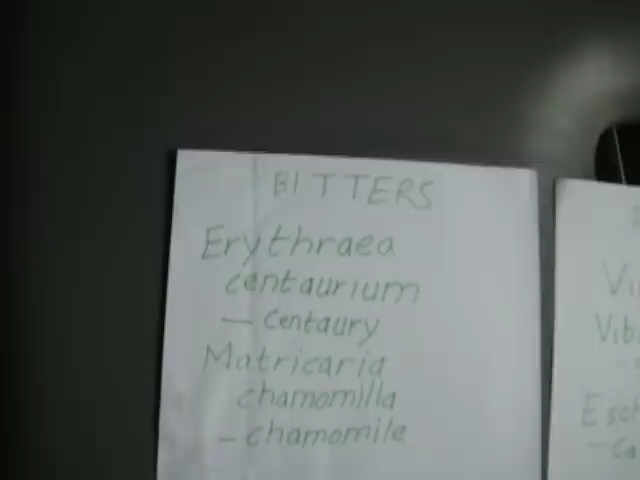 BITTERS
Erythraea
centaurium
— Centaury
Matricaria
chamomilla
— chamomile